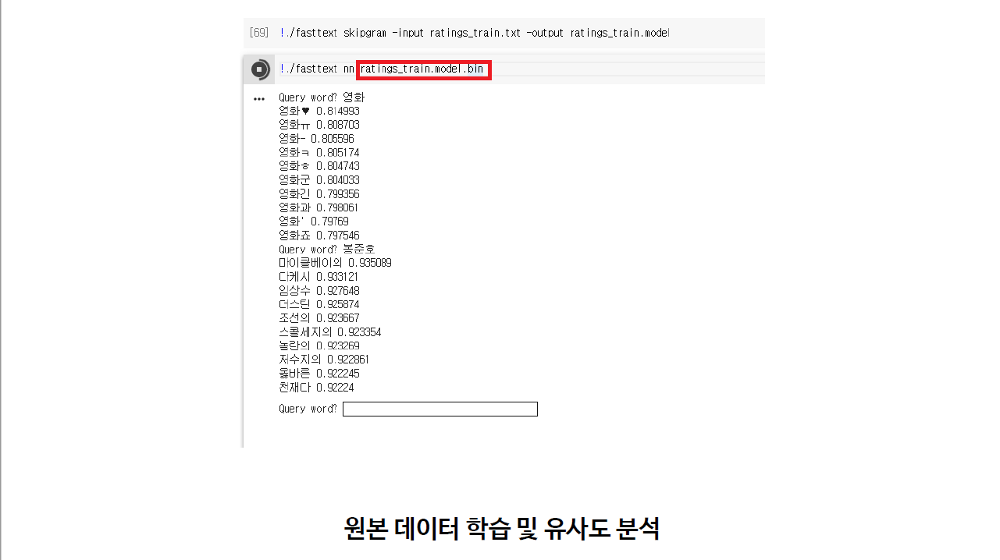 [69] !./fasttext skipgram -input ratings_train.txt -output ratings_train.model
!./fasttext nn ratings_train.model.bin
Query word? 영화
영화♥ 0.814993
영화ㅠ 0.808703
영화- 0.805596
영화ㅋ 0.805174
영화ㅎ 0.804743
영화군 0.804033
영화긴 0.799356
영화과 0.798061
영화' 0.79769
영화죠 0.797546
Query word? 봉준호
마이클베이의 0.935089
다케시 0.933121
임상수 0.927648
더스틴 0.925874
조선의 0.923667
스콜세지의 0.923354
놀란의 0.923269
저수지의 0.922861
옳바른 0.922245
천재다 0.92224
Query word?
원본 데이터 학습 및 유사도 분석